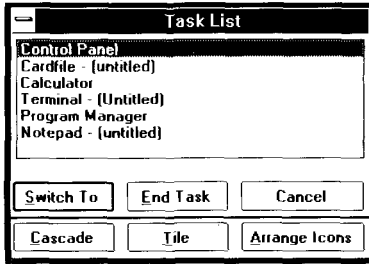 Task List
Control Panel
Cardfile - (untitled)
Calculator
Terminal - (Untitled)
Program Manager
Notepad - (untitled)
Switch To End Task Cancel
Cascade Tile Arrange Icons